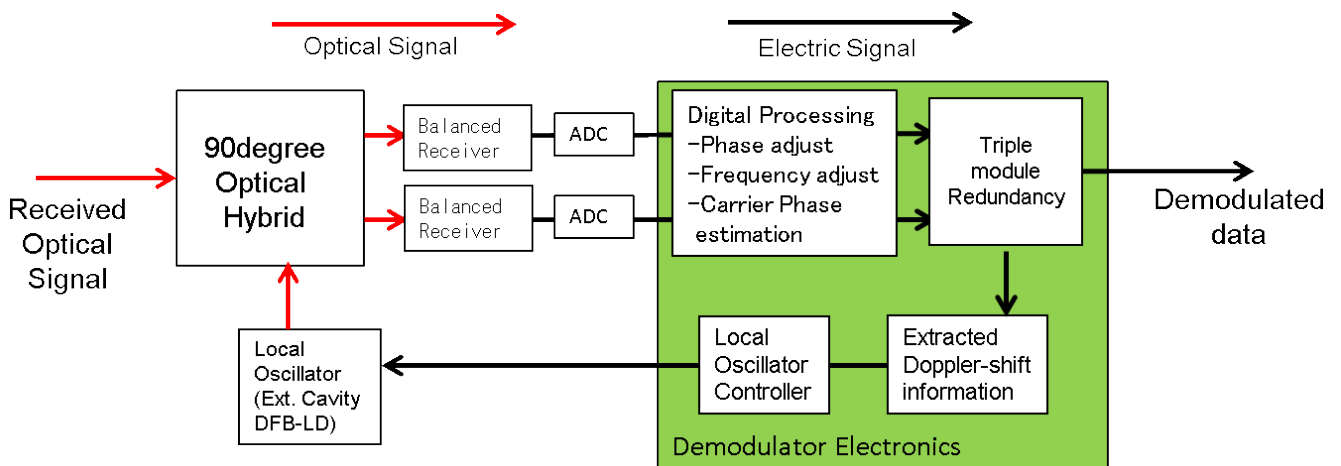 Optical Signal
Electric Signal
Received
Optical
Signal
90degree
Optical
Hybrid
Balanced
Receiver
ADC
Balanced
Receiver
ADC
Digital Processing
-Phase adjust
-Frequency adjust
-Carrier Phase
estimation
Triple
module
Redundancy
Demodulated
data
Local
Oscillator
(Ext. Cavity
DFB-LD)
Local
Oscillator
Controller
Extracted
Doppler-shift
information
Demodulator Electronics